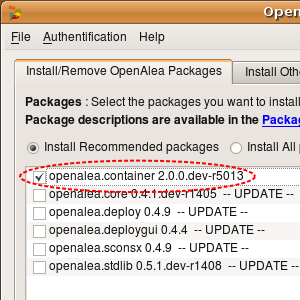 OpenA
File Authentification Help
Install/Remove OpenAlea Packages Install Othe
Packages : Select the packages you want to install
Package descriptions are available in the Packag
Install Recommended packages Install All p
openalea.container 2.0.0.dev-r5013
openalea.core 0.4.1.dev-r1405 -- UPDATE --
openalea.deploy 0.4.9 -- UPDATE --
openalea.deploygui 0.4.4 -- UPDATE --
openalea.sconsx 0.4.9 -- UPDATE --
openalea.stdlib 0.5.1.dev-r1408 -- UPDATE --